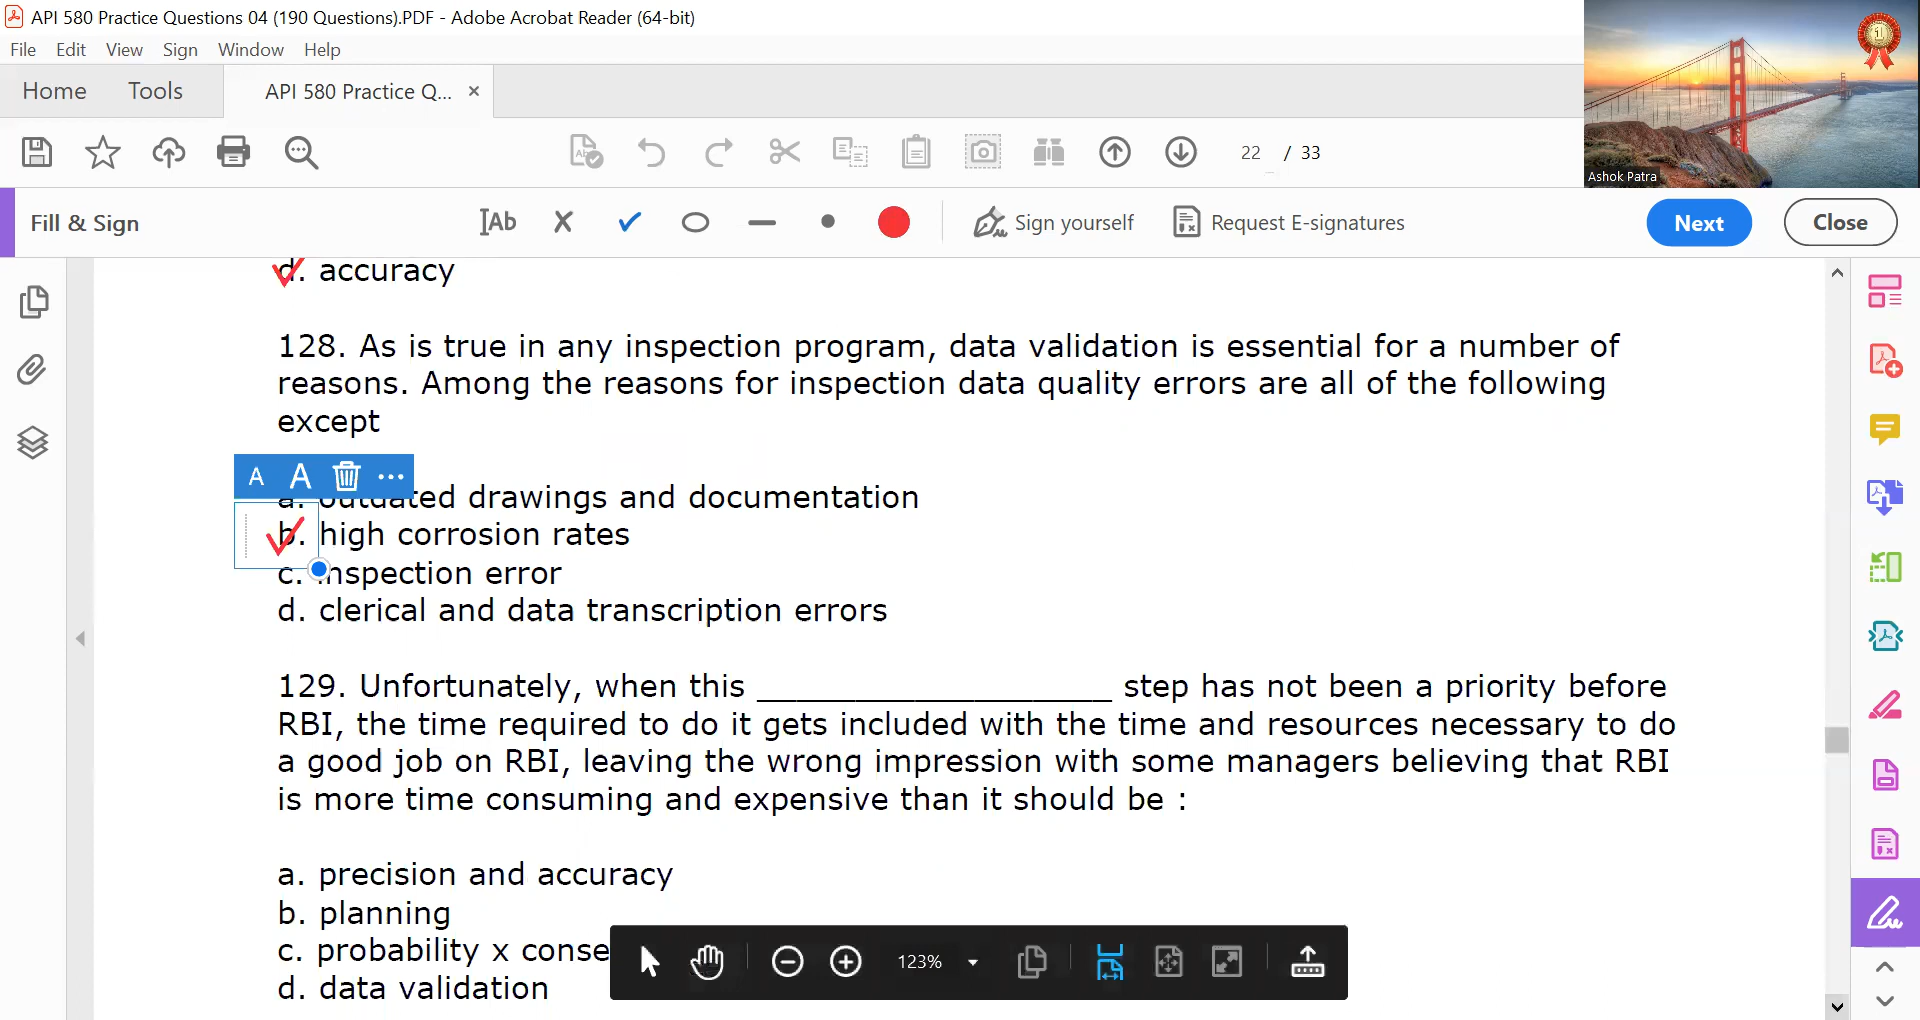 API 580 Practice Questions 04 (190 Questions).PDF - Adobe Acrobat Reader (64-bit)
File Edit View Sign Window Help
Home Tools API 580 Practice Q... ×
22 / 33
Ashok Patra
Fill & Sign
Ab
Sign yourself
Request E-signatures
Next
Close
d. accuracy
128. As is true in any inspection program, data validation is essential for a number of
reasons. Among the reasons for inspection data quality errors are all of the following
except
A A
a. outdated drawings and documentation
b. high corrosion rates
c. inspection error
d. clerical and data transcription errors
129. Unfortunately, when this ____________________ step has not been a priority before
RBI, the time required to do it gets included with the time and resources necessary to do
a good job on RBI, leaving the wrong impression with some managers believing that RBI
is more time consuming and expensive than it should be :
a. precision and accuracy
b. planning
c. probability x conse
d. data validation
123%